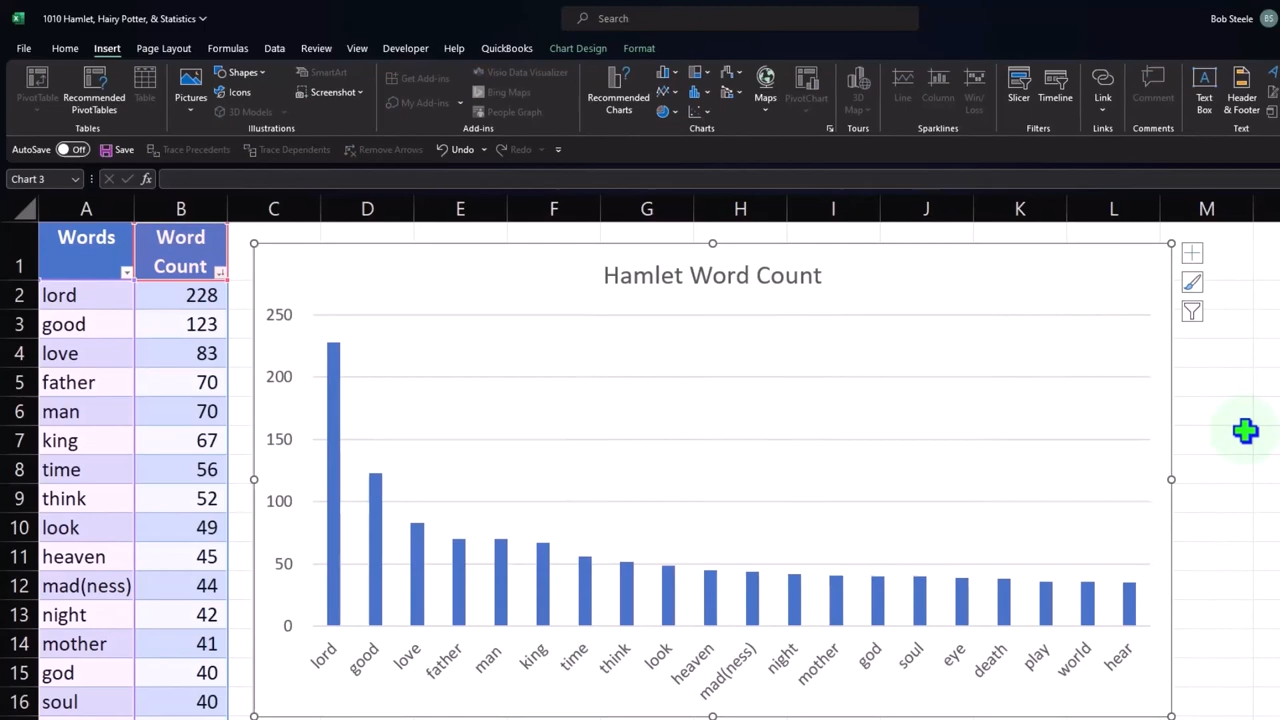 1010 Hamlet, Hairy Potter, & Statistics
Search
Bob Steele
BS
File Home Insert Page Layout Formulas Data Review View Developer Help QuickBooks Chart Design Format
PivotTable
Recommended PivotTables
Table
Tables
Pictures
Shapes
Icons
3D Models
SmartArt
Screenshot
Illustrations
Get Add-ins
My Add-ins
Visio Data Visualizer
Bing Maps
People Graph
Add-ins
Recommended Charts
Maps
PivotChart
Charts
3D Map
Tours
Line
Column
Win/Loss
Sparklines
Slicer
Timeline
Filters
Link
Links
Comment
Comments
Text Box
Header & Footer
Text
AutoSave Off Save Trace Precedents Trace Dependents Remove Arrows Undo Redo
Chart 3
fx
A B C D E F G H I J K L M
1 Words Word Count
2 lord 228
3 good 123
4 love 83
5 father 70
6 man 70
7 king 67
8 time 56
9 think 52
10 look 49
11 heaven 45
12 mad(ness) 44
13 night 42
14 mother 41
15 god 40
16 soul 40
Hamlet Word Count
250
200
150
100
50
0
lord good love father man king time think look heaven mad(ness) night mother god soul eye death play world hear